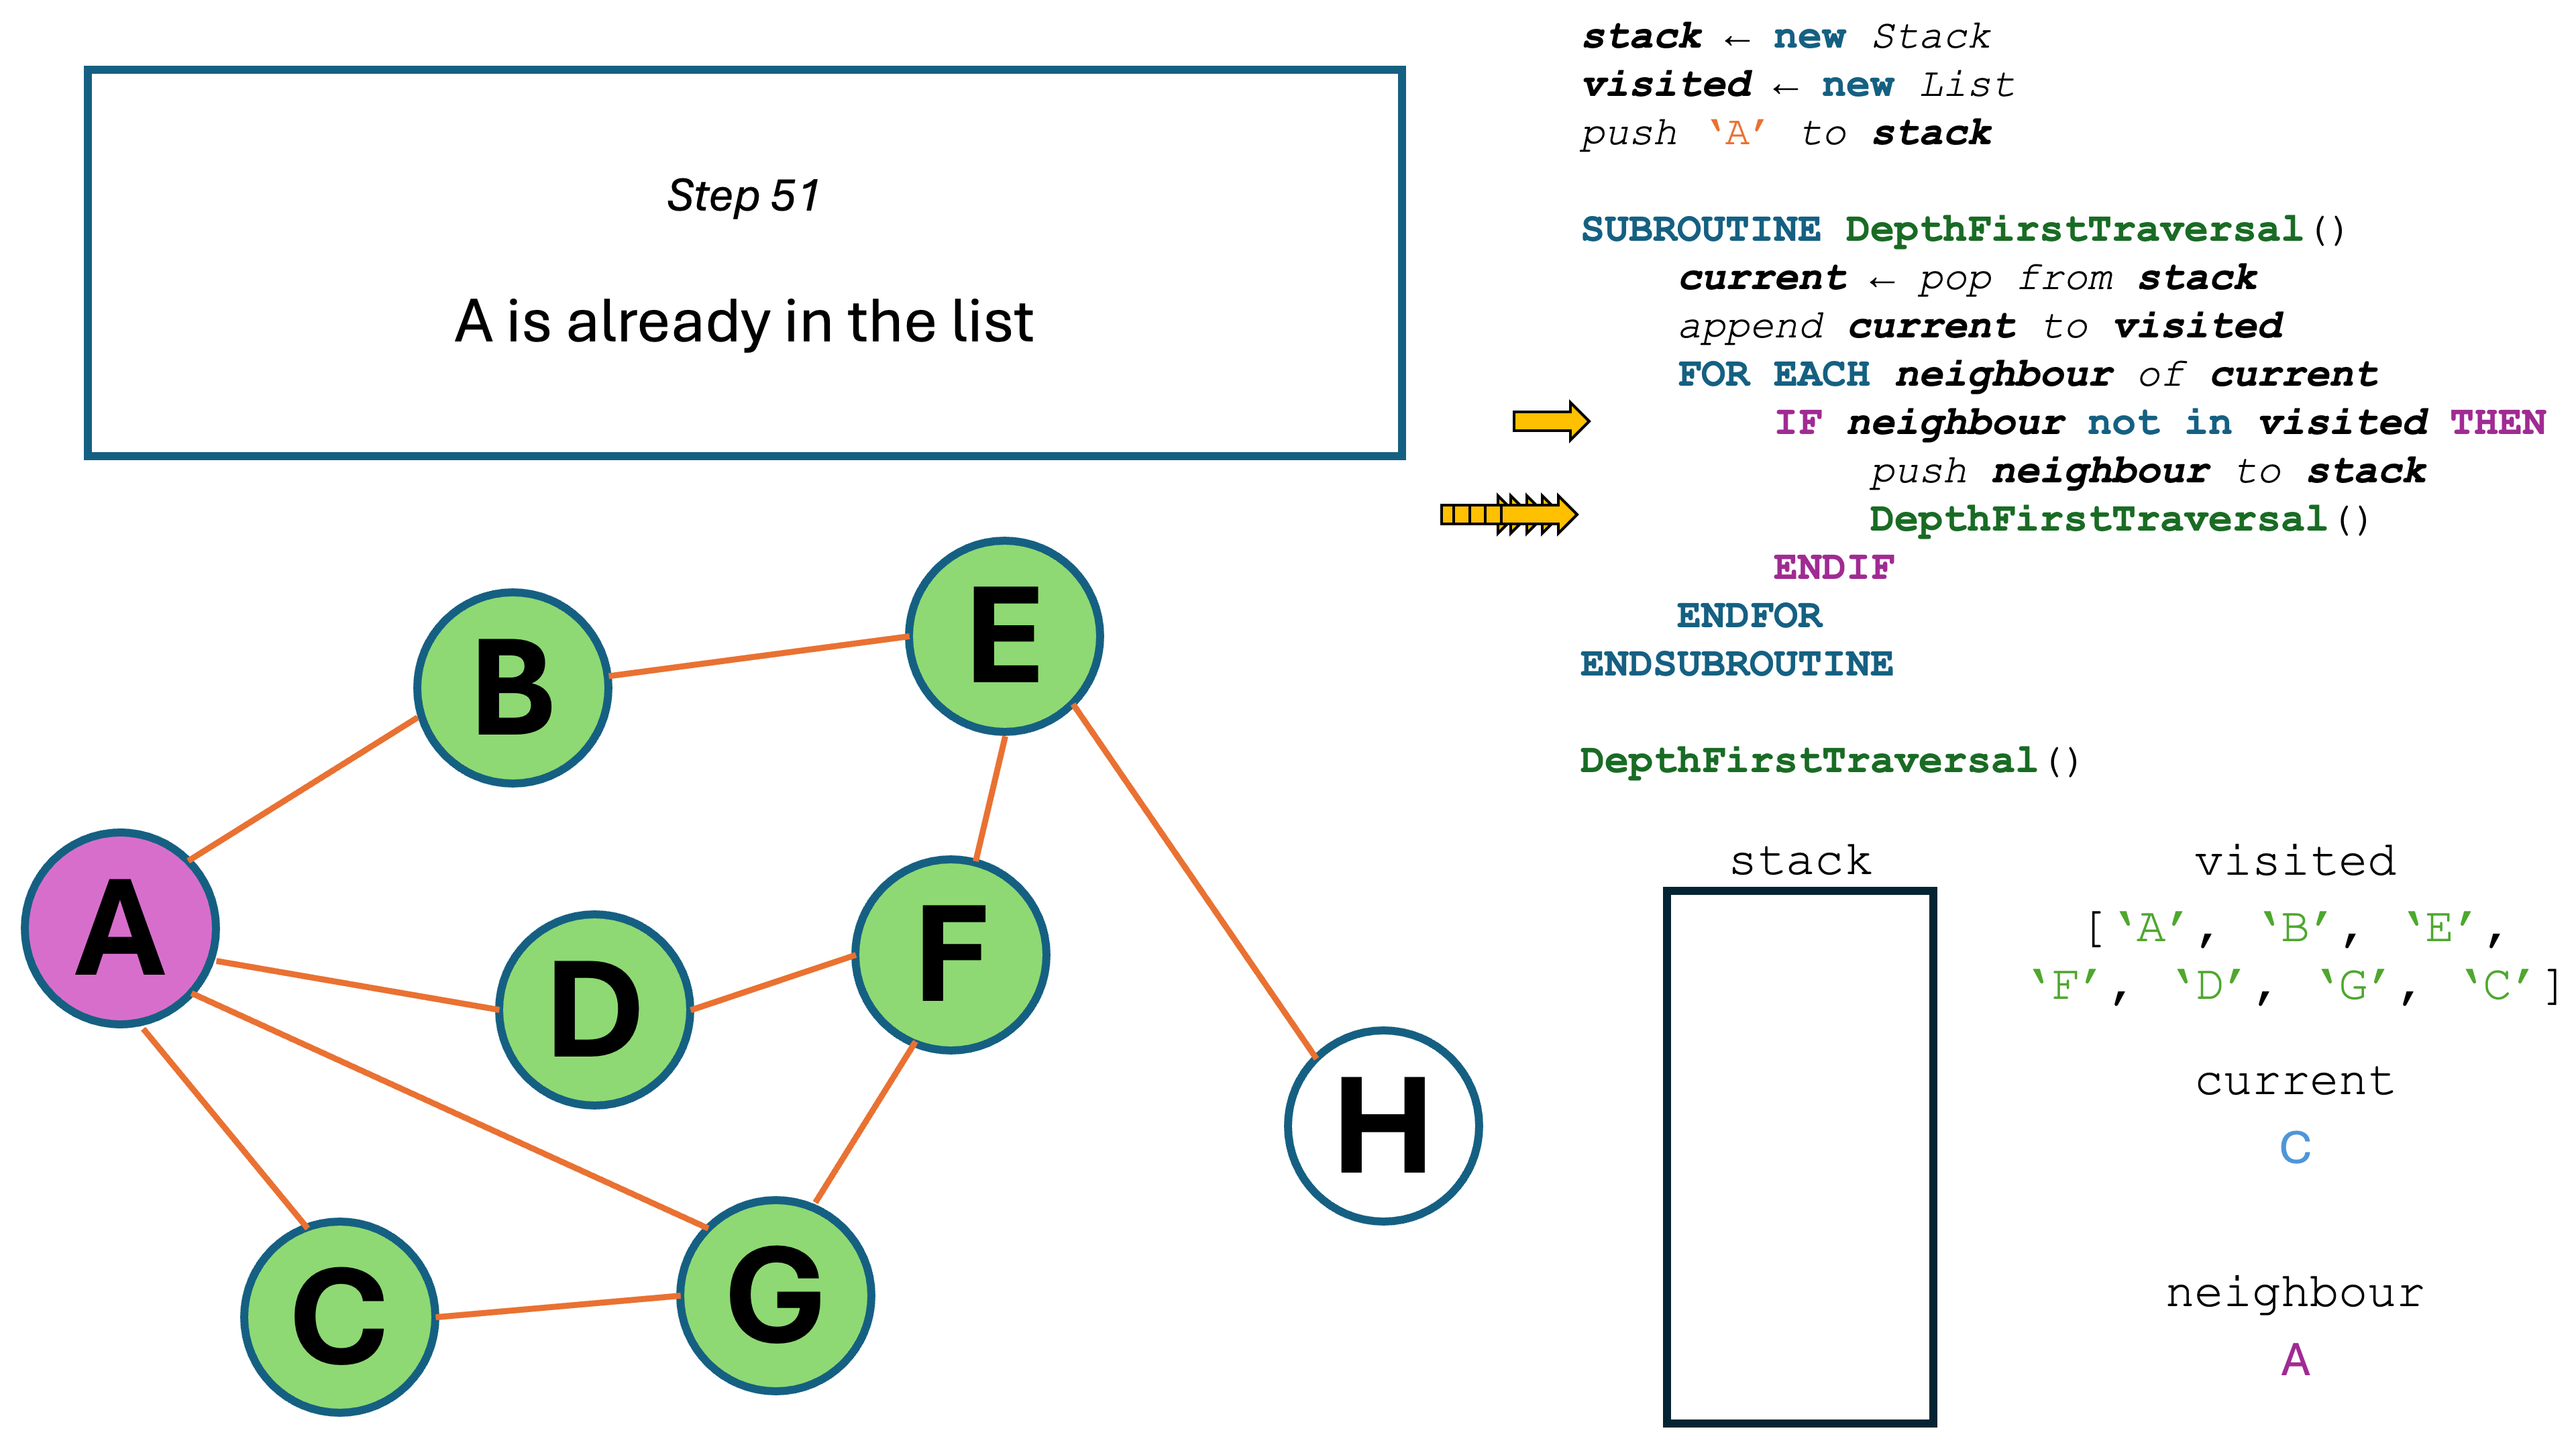 Step 51
A is already in the list
stack ← new Stack
visited ← new List
push ‘A’ to stack
SUBROUTINE DepthFirstTraversal()
current ← pop from stack
append current to visited
FOR EACH neighbour of current
IF neighbour not in visited THEN
push neighbour to stack
DepthFirstTraversal()
ENDIF
ENDFOR
ENDSUBROUTINE
DepthFirstTraversal()
B
E
A
D
F
H
C
G
stack
visited
[‘A’, ‘B’, ‘E’,
‘F’, ‘D’, ‘G’, ‘C’]
current
C
neighbour
A